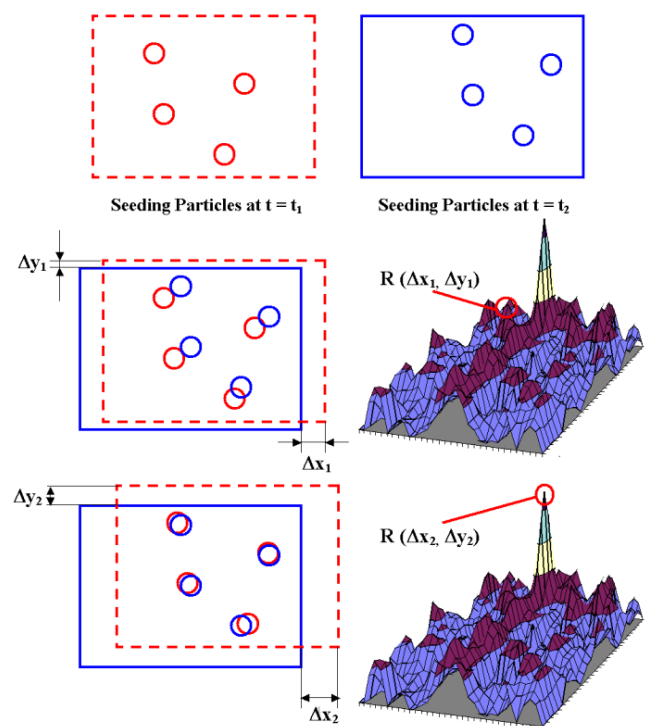 Seeding Particles at t = t₁
Seeding Particles at t = t₂
Δy₁
R (Δx₁, Δy₁)
Δx₁
Δy₂
R (Δx₂, Δy₂)
Δx₂